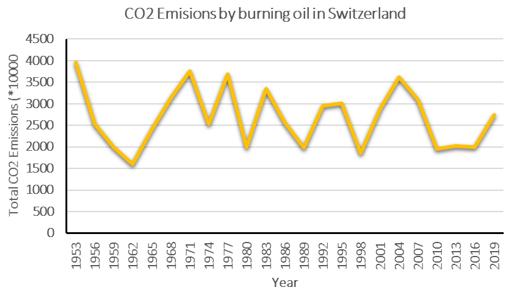 CO2 Emisions by burning oil in Switzerland
Total CO2 Emissions (*10000
4500
4000
3500
3000
2500
2000
1500
1000
500
0
1953 1956 1959 1962 1965 1968 1971 1974 1977 1980 1983 1986 1989 1992 1995 1998 2001 2004 2007 2010 2013 2016 2019
Year